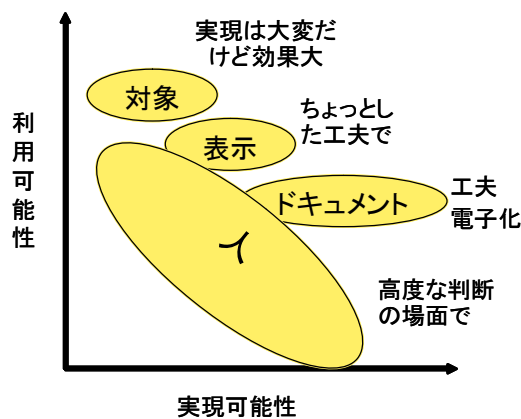 実現は大変だ
けど効果大
対象
ちょっとし
た工夫で
表示
利用可能性
ドキュメント
工夫
電子化
人
高度な判断
の場面で
実現可能性